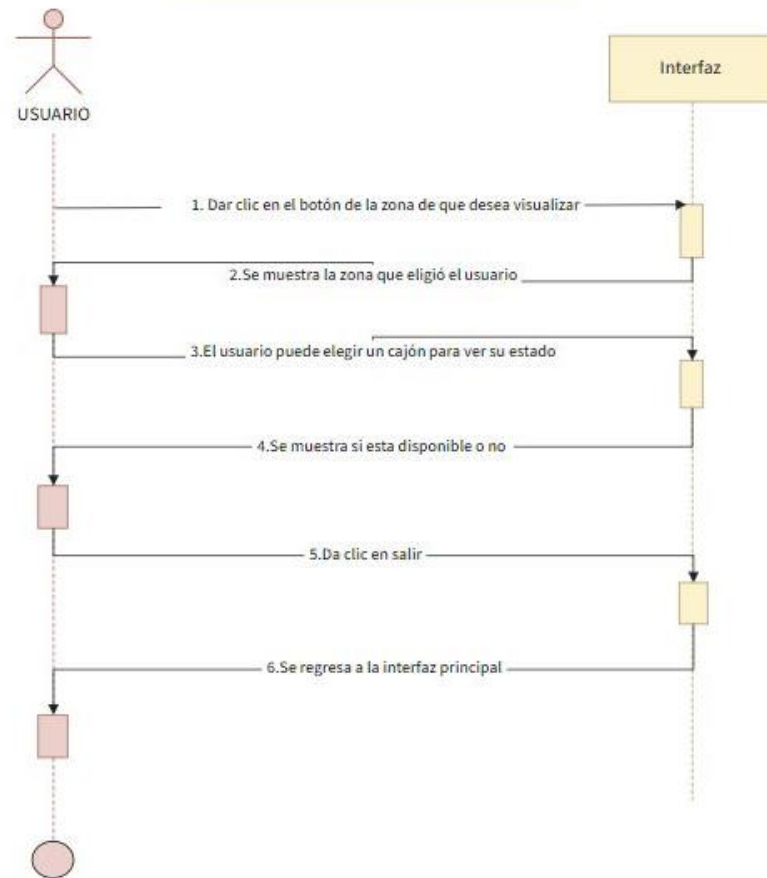 USUARIO
Interfaz
1. Dar clic en el botón de la zona de que desea visualizar
2.Se muestra la zona que eligió el usuario
3.El usuario puede elegir un cajón para ver su estado
4.Se muestra si esta disponible o no
5.Da clic en salir
6.Se regresa a la interfaz principal